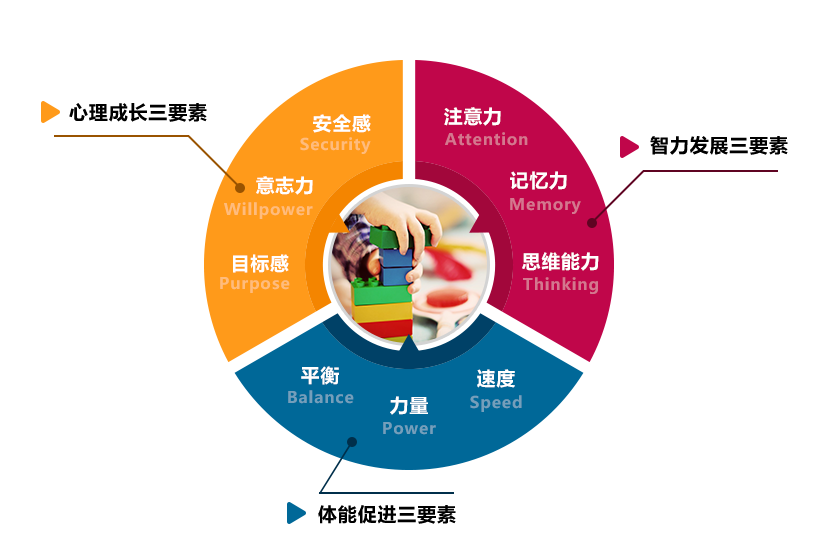 心理成长三要素
安全感
Security
意志力
Willpower
目标感
Purpose
智力发展三要素
注意力
Attention
记忆力
Memory
思维能力
Thinking
平衡
Balance
力量
Power
速度
Speed
体能促进三要素